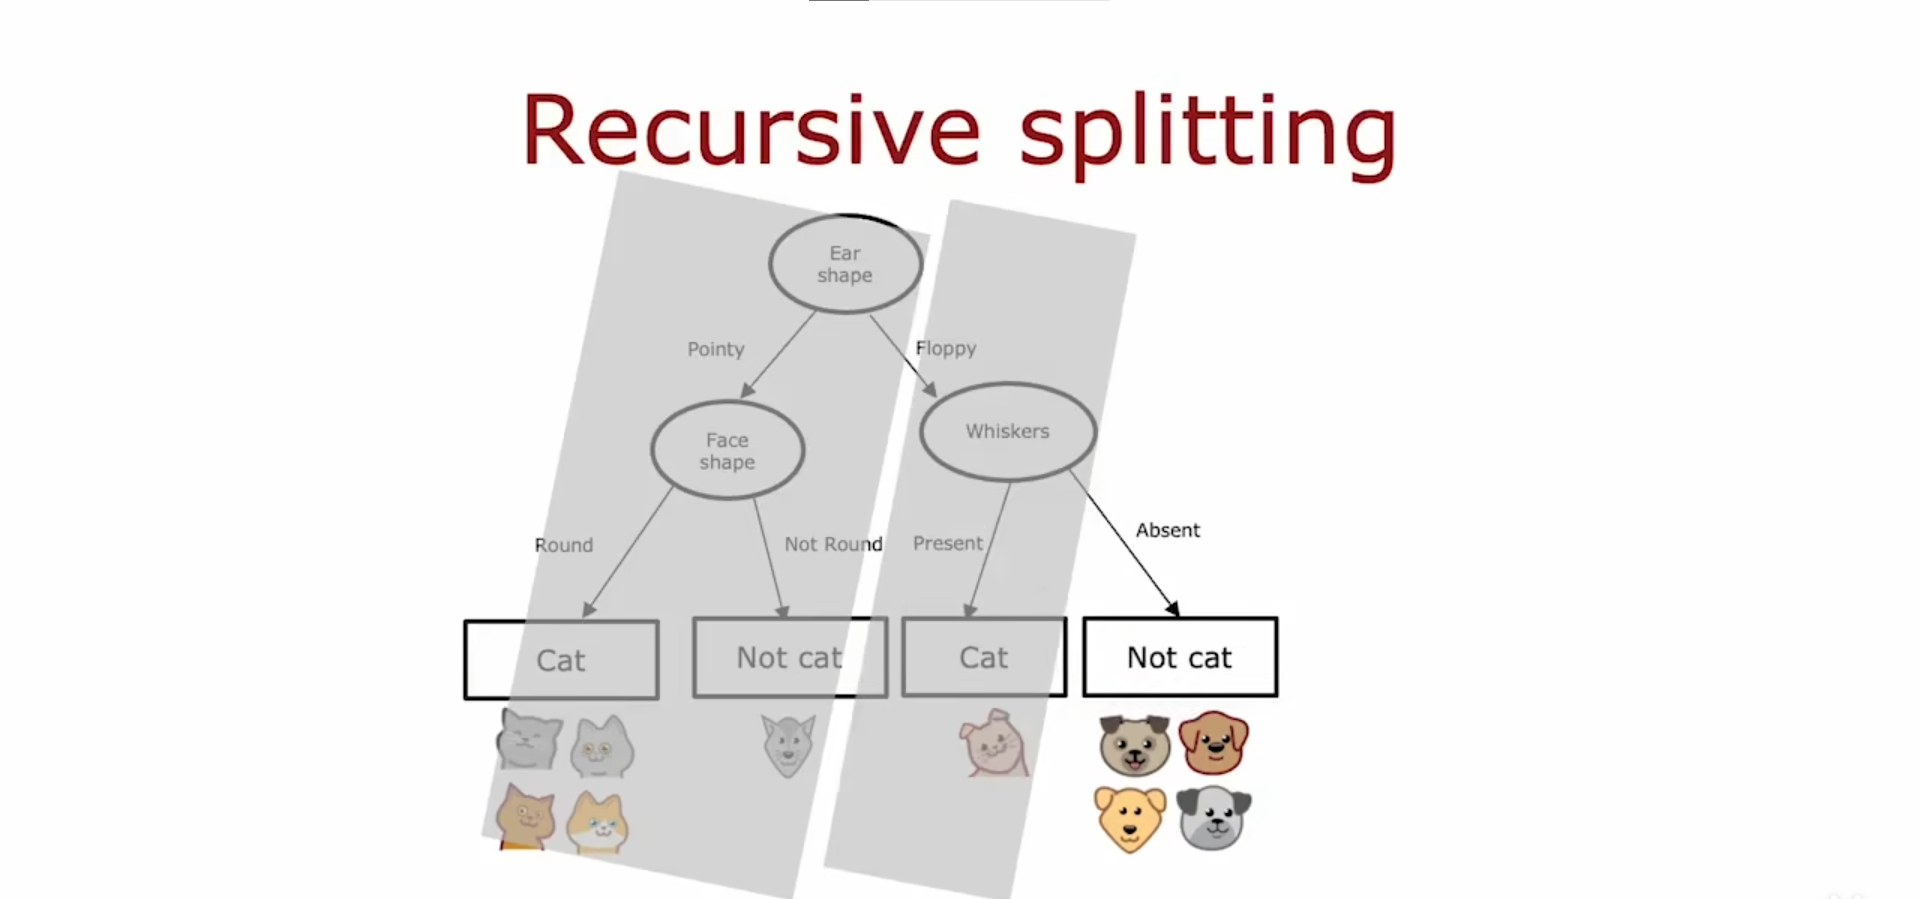 Recursive splitting
Ear
shape
Pointy
Floppy
Face
shape
Whiskers
Round
Not Round
Present
Absent
Cat
Not cat
Cat
Not cat